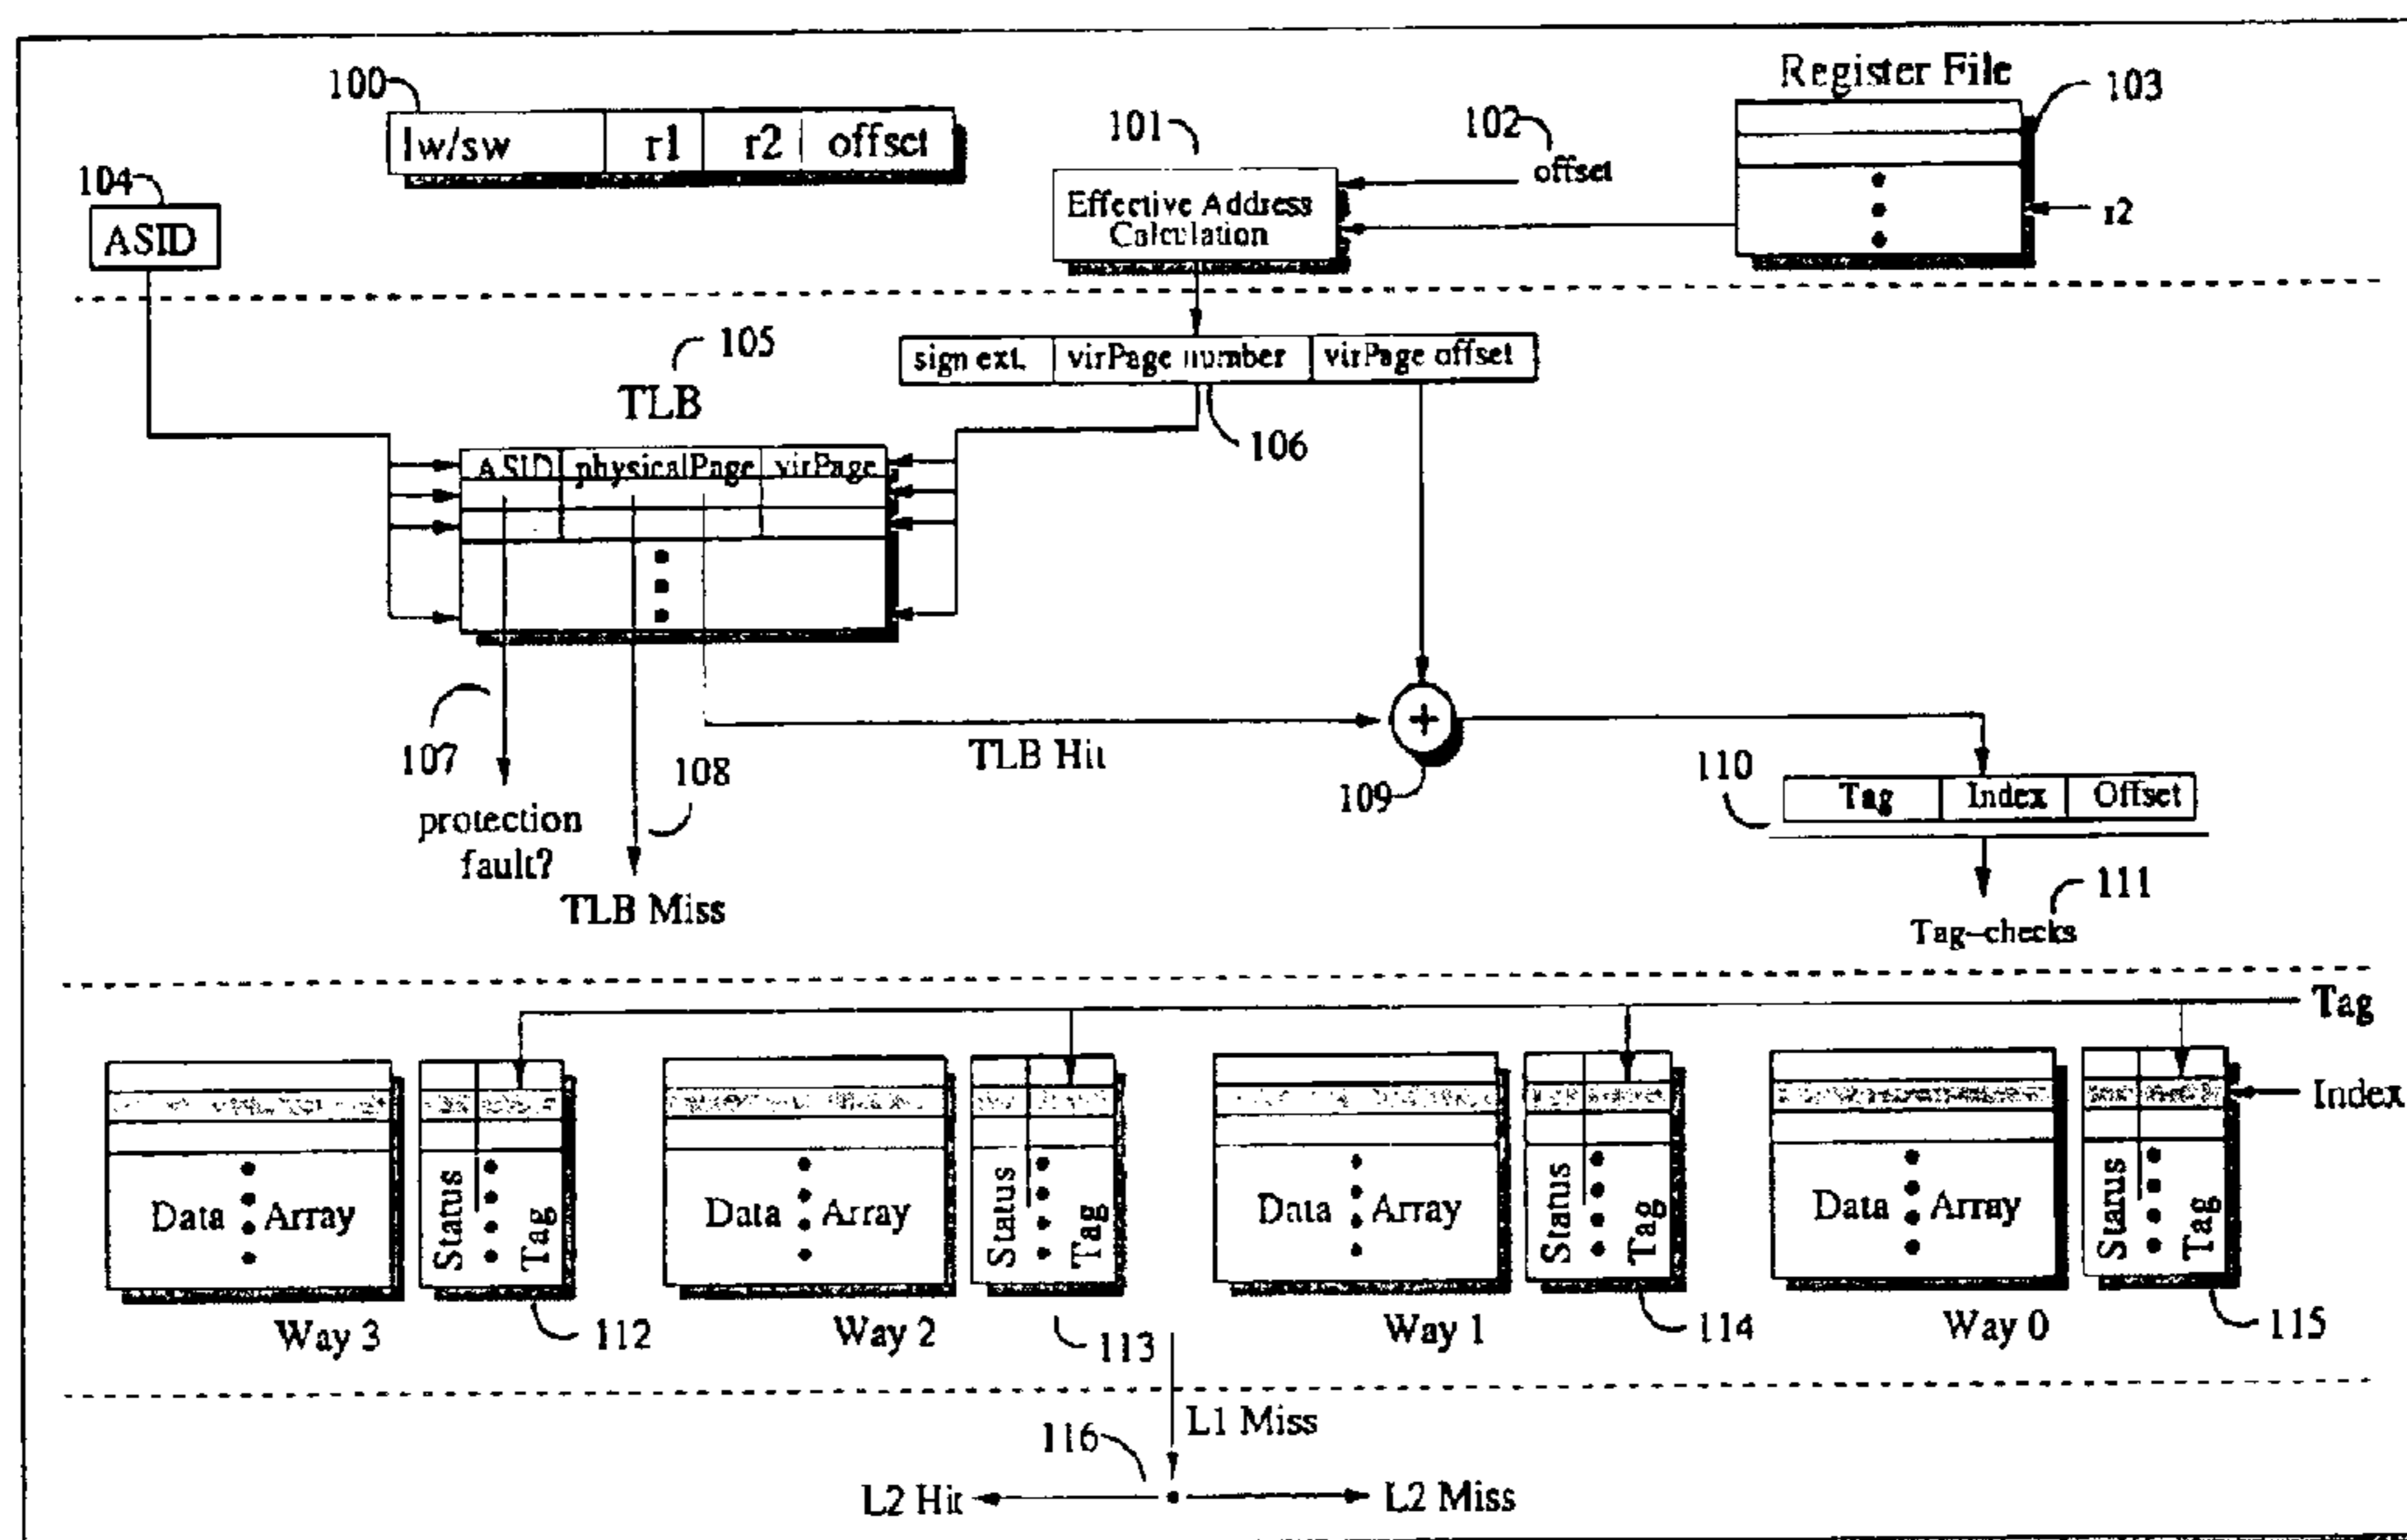 Register File
100
103
lw/sw r1 r2 offset
101
102
offset
104
ASID
Effective Address
Calculation
r2
105
TLB
sign ext. virPage number virPage offset
106
ASID physicalPage virPage
107
108
TLB Hit
+
109
110
Tag Index Offset
protection
fault?
TLB Miss
111
Tag-checks
Tag
Index
Data Array
Status
Tag
Data Array
Status
Tag
Data Array
Status
Tag
Data Array
Status
Tag
Way 3
112
Way 2
113
Way 1
114
Way 0
115
L1 Miss
116
L2 Hit
L2 Miss